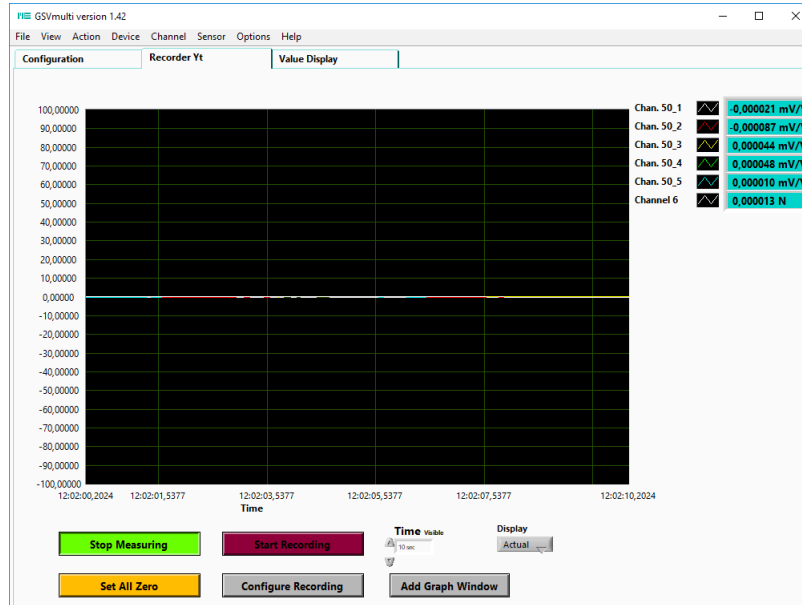 ME GSVmulti version 1.42
File View Action Device Channel Sensor Options Help
Configuration Recorder Yt Value Display
100,00000
90,00000
80,00000
70,00000
60,00000
50,00000
40,00000
30,00000
20,00000
10,00000
0,00000
-10,00000
-20,00000
-30,00000
-40,00000
-50,00000
-60,00000
-70,00000
-80,00000
-90,00000
-100,00000
12:02:00,2024 12:02:01,5377 12:02:03,5377 12:02:05,5377 12:02:07,5377 12:02:10,2024
Time
Chan. 50_1 -0,000021 mV/V
Chan. 50_2 -0,000087 mV/V
Chan. 50_3 0,000044 mV/V
Chan. 50_4 0,000048 mV/V
Chan. 50_5 0,000010 mV/V
Channel 6 0,000013 N
Stop Measuring Start Recording
Time Visible
10 sec
Display
Actual
Set All Zero Configure Recording Add Graph Window